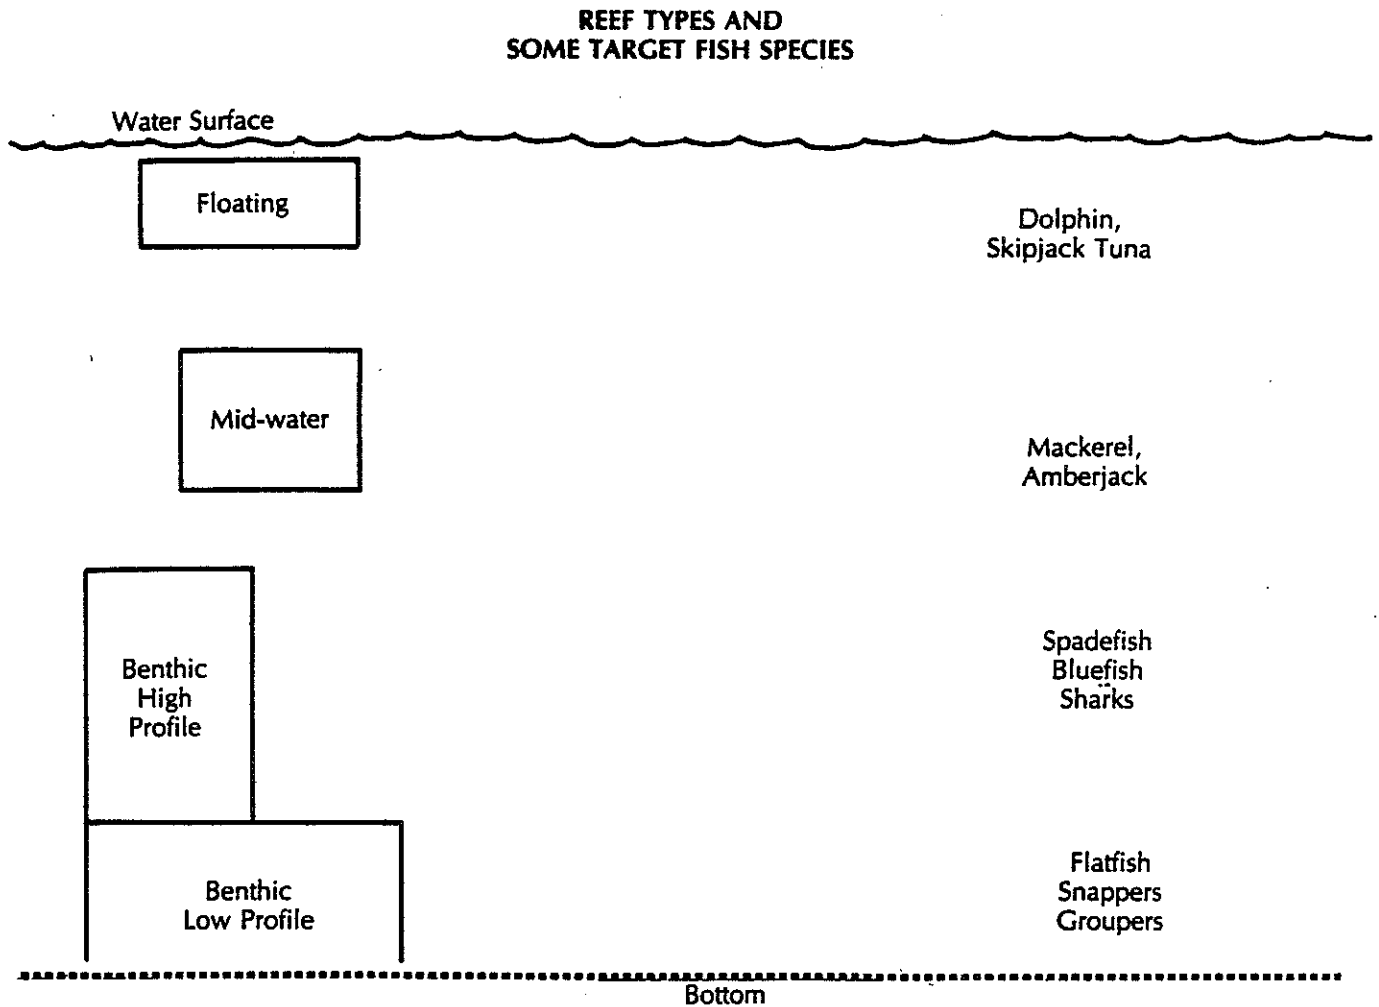 REEF TYPES AND
SOME TARGET FISH SPECIES
Water Surface
Floating
Dolphin,
Skipjack Tuna
Mid-water
Mackerel,
Amberjack
Benthic
High
Profile
Spadefish
Bluefish
Sharks
Benthic
Low Profile
Flatfish
Snappers
Groupers
Bottom